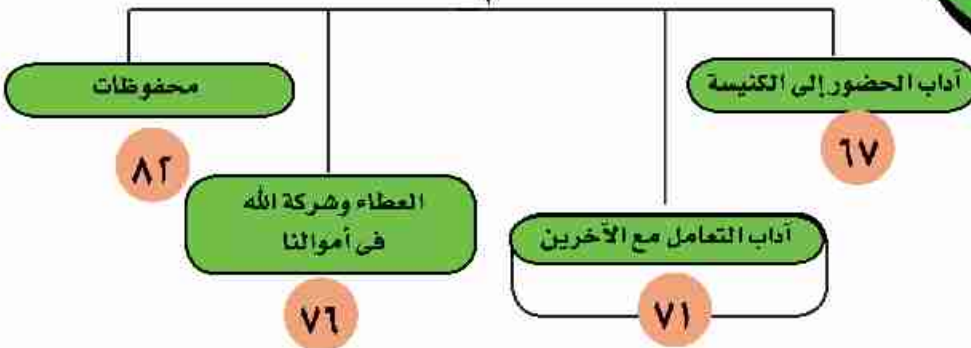 آداب الحضور إلى الكنيسة
٦٧
آداب التعامل مع الآخرين
٧١
العطاء وشركة الله
فى أموالنا
٧٦
محفوظات
٨٢